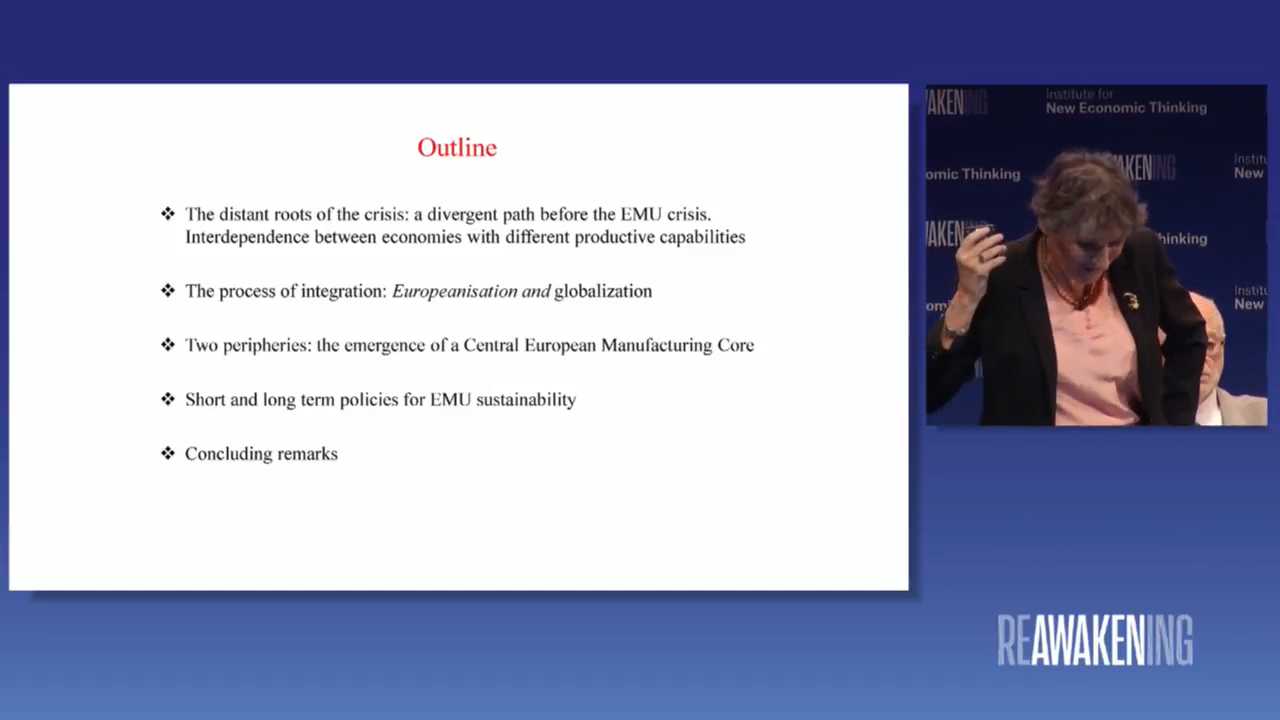 Outline
❖ The distant roots of the crisis: a divergent path before the EMU crisis.
Interdependence between economies with different productive capabilities
❖ The process of integration: Europeanisation and globalization
❖ Two peripheries: the emergence of a Central European Manufacturing Core
❖ Short and long term policies for EMU sustainability
❖ Concluding remarks
AKENING
Institute for
New Economic Thinking
omic Thinking
KENING
Institu
New
AKEN
hinking
omi
Institu
New
REAWAKENING